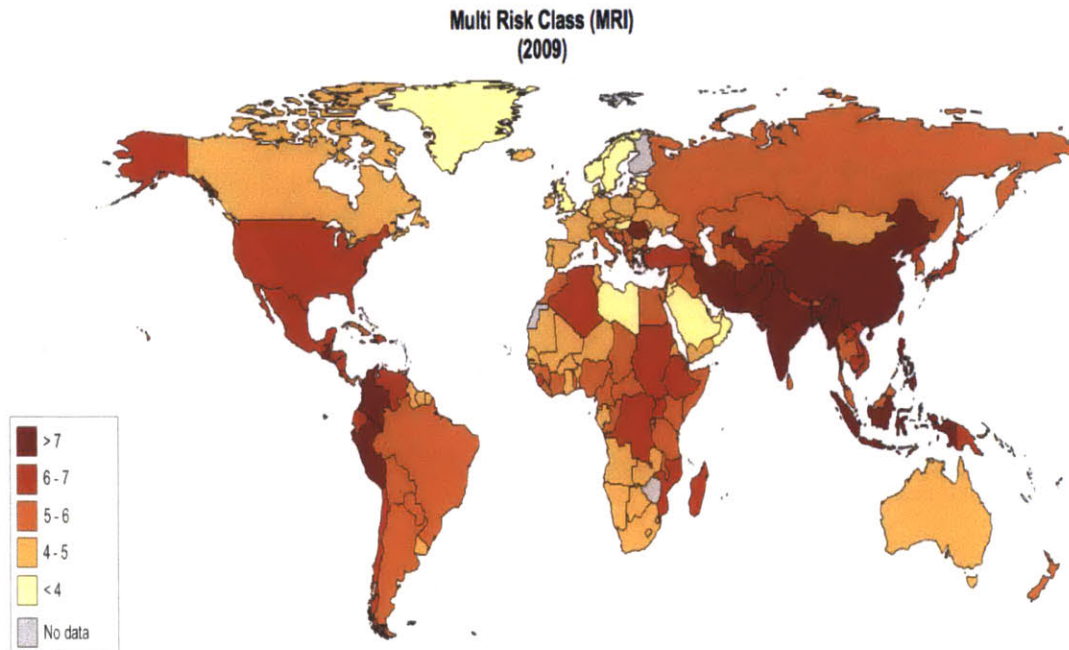 Multi Risk Class (MRI)
(2009)
> 7
6 - 7
5 - 6
4 - 5
< 4
No data